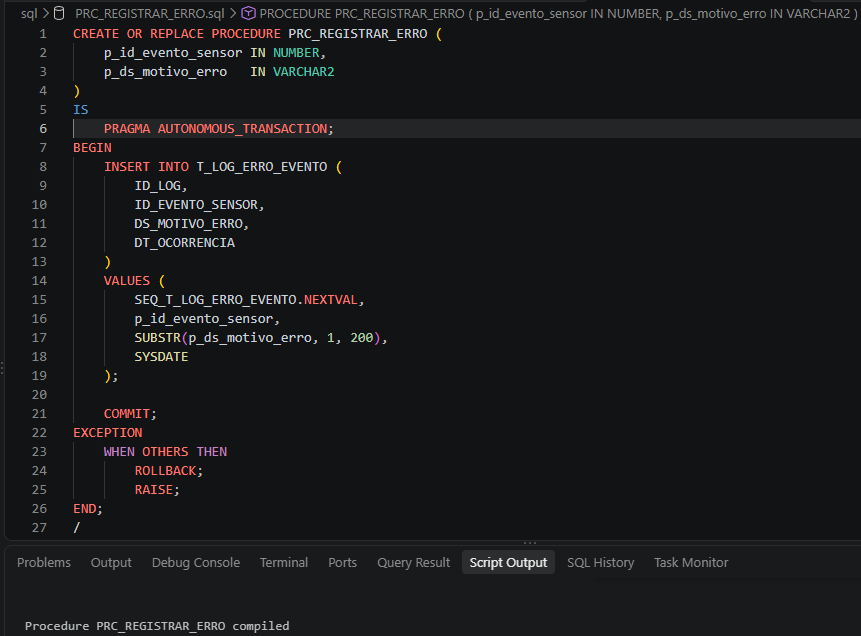 sql > PRC_REGISTRAR_ERRO.sql > PROCEDURE PRC_REGISTRAR_ERRO ( p_id_evento_sensor IN NUMBER, p_ds_motivo_erro IN VARCHAR2 )
1 CREATE OR REPLACE PROCEDURE PRC_REGISTRAR_ERRO (
2     p_id_evento_sensor IN NUMBER,
3     p_ds_motivo_erro   IN VARCHAR2
4 )
5 IS
6     PRAGMA AUTONOMOUS_TRANSACTION;
7 BEGIN
8     INSERT INTO T_LOG_ERRO_EVENTO (
9         ID_LOG,
10         ID_EVENTO_SENSOR,
11         DS_MOTIVO_ERRO,
12         DT_OCORRENCIA
13     )
14     VALUES (
15         SEQ_T_LOG_ERRO_EVENTO.NEXTVAL,
16         p_id_evento_sensor,
17         SUBSTR(p_ds_motivo_erro, 1, 200),
18         SYSDATE
19     );
20
21     COMMIT;
22 EXCEPTION
23     WHEN OTHERS THEN
24         ROLLBACK;
25         RAISE;
26 END;
27 /
Problems Output Debug Console Terminal Ports Query Result Script Output SQL History Task Monitor
Procedure PRC_REGISTRAR_ERRO compiled